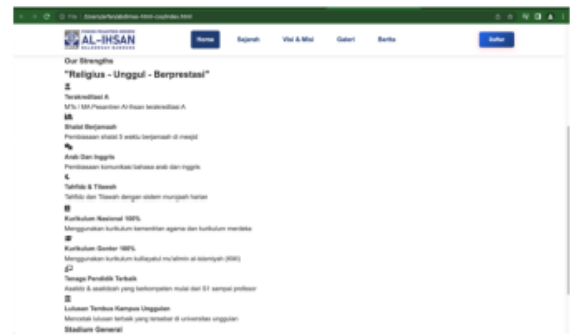 AL-IHSAN
Home Sejarah Visi & Misi Galeri Berita Daftar
Our Strengths
"Religius - Unggul - Berprestasi"
Terakreditasi A
MTs / MA Pesantren Al-Ihsan terakreditasi A
Shalat Berjamaah
Pembiasaan shalat 5 waktu berjamaah di masjid
Arab Dan Inggris
Pembiasaan komunikasi bahasa arab dan inggris
Tahfidz & Tilawah
Tahfidz dan Tilawah dengan sistem murojaah harian
Kurikulum Nasional 100%
Menggunakan kurikulum kementrian agama dan kurikulum merdeka
Kurikulum Gontor 100%
Menggunakan kurikulum kulliyatul mu'alimin al-islamiyah (KMI)
Tenaga Pendidik Terbaik
Asatidz & asatidzah yang berkompeten mulai dari S1 sampai profesor
Lulusan Tembus Kampus Unggulan
Mencetak lulusan terbaik yang tersebar di universitas unggulan
Stadium General